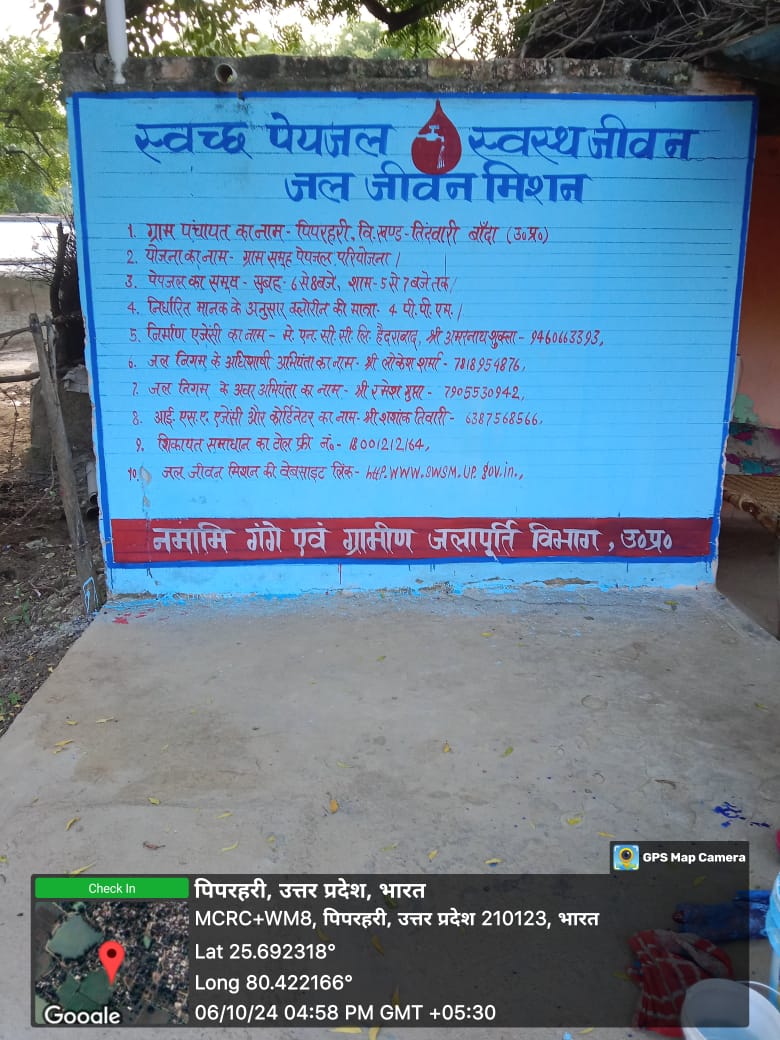 स्वच्छ पेयजल स्वस्थ जीवन
जल जीवन मिशन
1. ग्राम पंचायत का नाम - पिपरहरी, वि.खण्ड - तिंदवारी बाँदा (उ०प्र०)
2. योजना का नाम - ग्राम समूह पेयजल परियोजना।
3. पेयजल का समय - सुबह - 6 से 8 बजे, शाम - 5 से 7 बजे तक
4. निर्धारित मानक के अनुसार क्लोरीन की मात्रा - 4 पी.पी.एम.।
5. निर्माण एजेंसी का नाम - मे. एन.सी.सी. लि हैदराबाद, श्री अमरनाथ शुक्ला - 9460663393,
6. जल निगम के अधिशाषी अभियंता का नाम - श्री लोकेश शर्मा - 7818954876,
7. जल निगम के अवर अभियंता का नाम - श्री रमेश गुप्ता - 7905530942,
8. आई.एस.ए. एजेंसी और कोर्डिनेटर का नाम - श्री शशांक तिवारी - 6387568566,
9. शिकायत समाधान का टोल फ्री नं० - 18001212164,
10. जल जीवन मिशन की वेबसाइट लिंक - http.WWW.SWSM.UP.gov.in.,
नमामि गंगे एवं ग्रामीण जलापूर्ति विभाग, उ०प्र०
GPS Map Camera
Check In
पिपरहरी, उत्तर प्रदेश, भारत
MCRC+WM8, पिपरहरी, उत्तर प्रदेश 210123, भारत
Lat 25.692318°
Long 80.422166°
06/10/24 04:58 PM GMT +05:30
Google